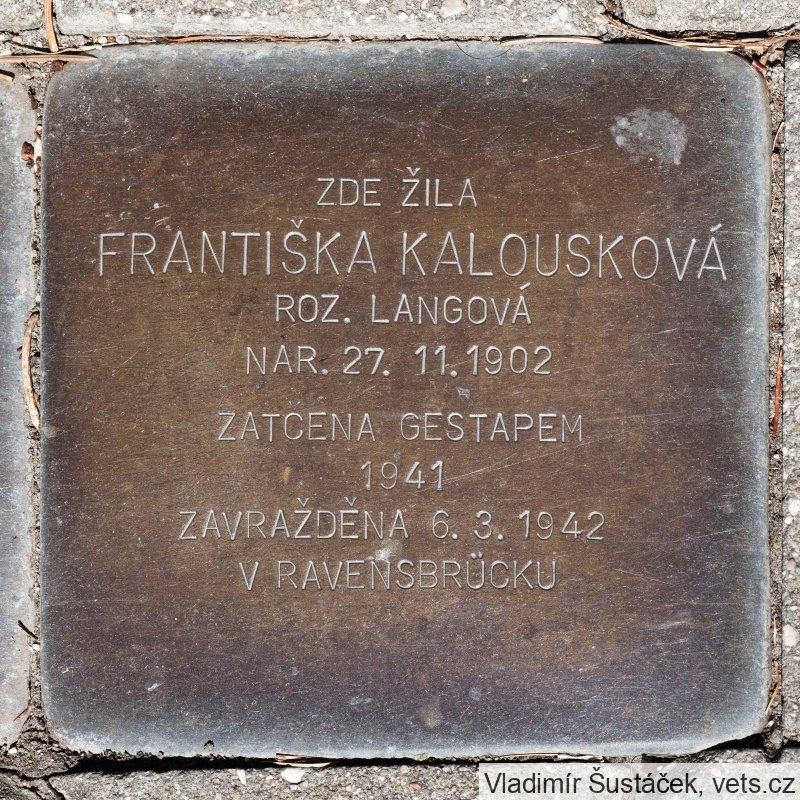 ZDE ŽILA
FRANTIŠKA KALOUSKOVÁ
ROZ. LANGOVÁ
NAR. 27. 11. 1902
ZATČENA GESTAPEM
1941
ZAVRAŽDĚNA 6. 3. 1942
V RAVENSBRÜCKU
Vladimír Šustáček, vets.cz